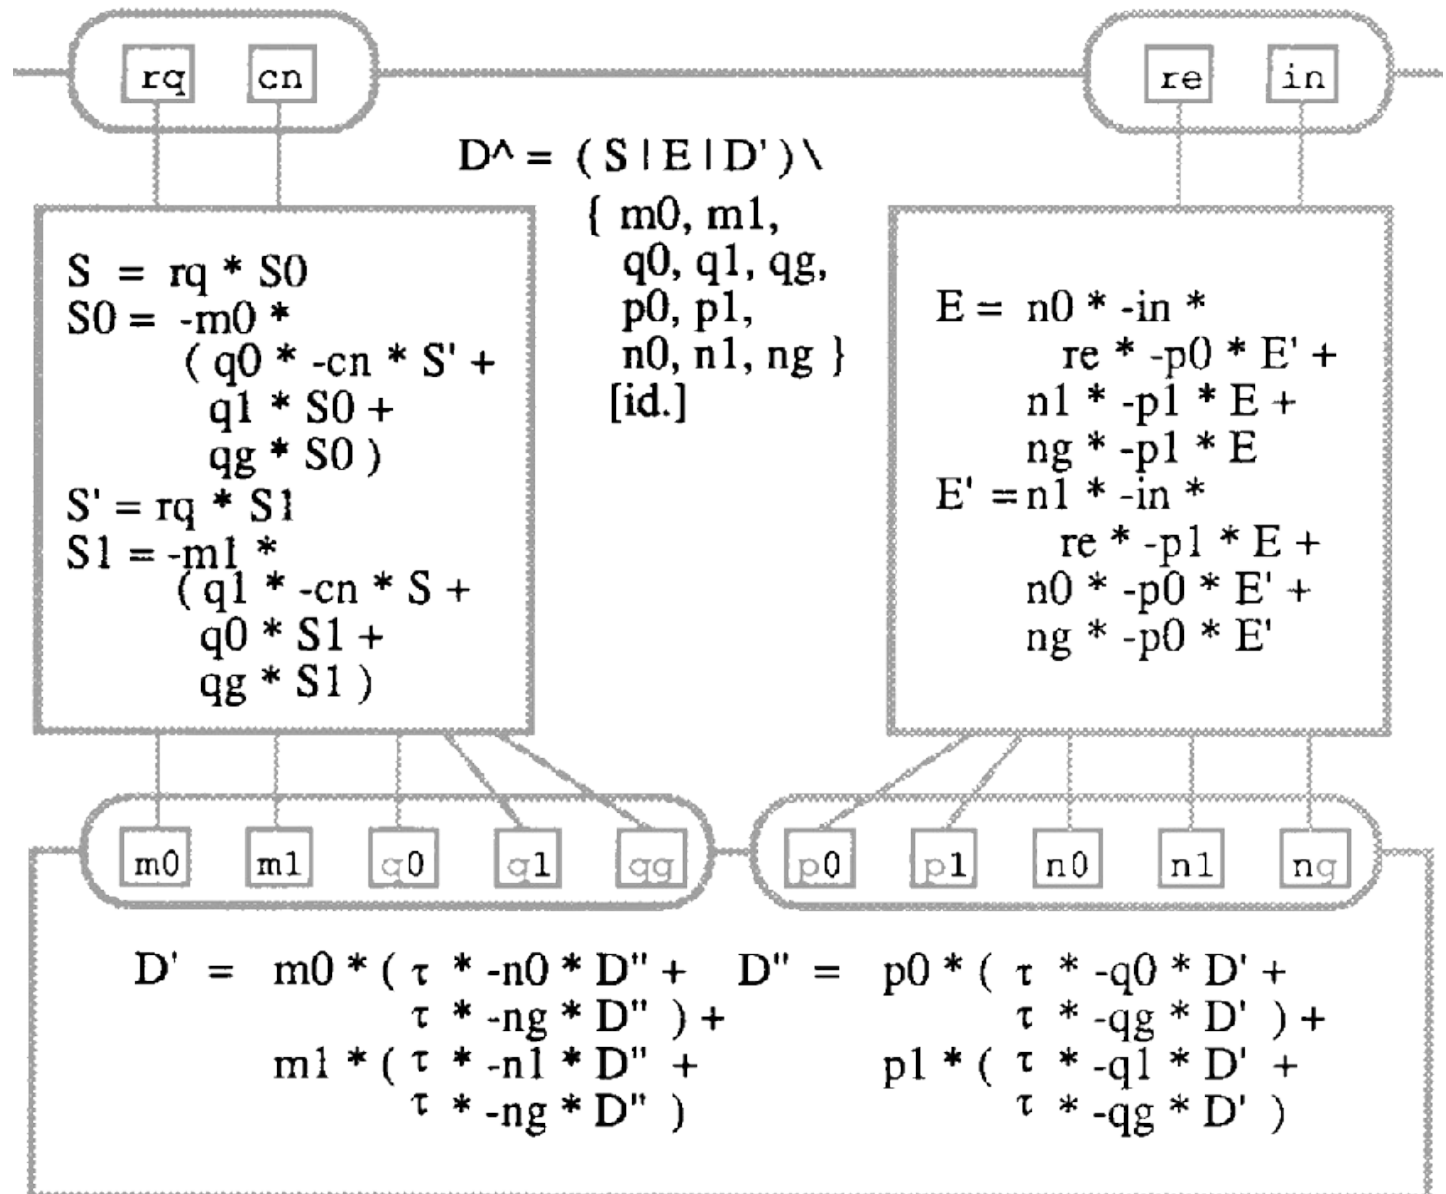 rq cn re in
D^ = ( S | E | D' ) \
{ m0, m1,
q0, q1, qg,
p0, p1,
n0, n1, ng }
[id.]
S = rq * S0
S0 = -m0 *
( q0 * -cn * S' +
q1 * S0 +
qg * S0 )
S' = rq * S1
S1 = -m1 *
( q1 * -cn * S +
q0 * S1 +
qg * S1 )
E = n0 * -in *
re * -p0 * E' +
n1 * -p1 * E +
ng * -p1 * E
E' = n1 * -in *
re * -p1 * E +
n0 * -p0 * E' +
ng * -p0 * E'
m0 m1 q0 q1 qg p0 p1 n0 n1 ng
D' = m0 * ( τ * -n0 * D" +
τ * -ng * D" ) +
m1 * ( τ * -n1 * D" +
τ * -ng * D" )
D" = p0 * ( τ * -q0 * D' +
τ * -qg * D' ) +
p1 * ( τ * -q1 * D' +
τ * -qg * D' )